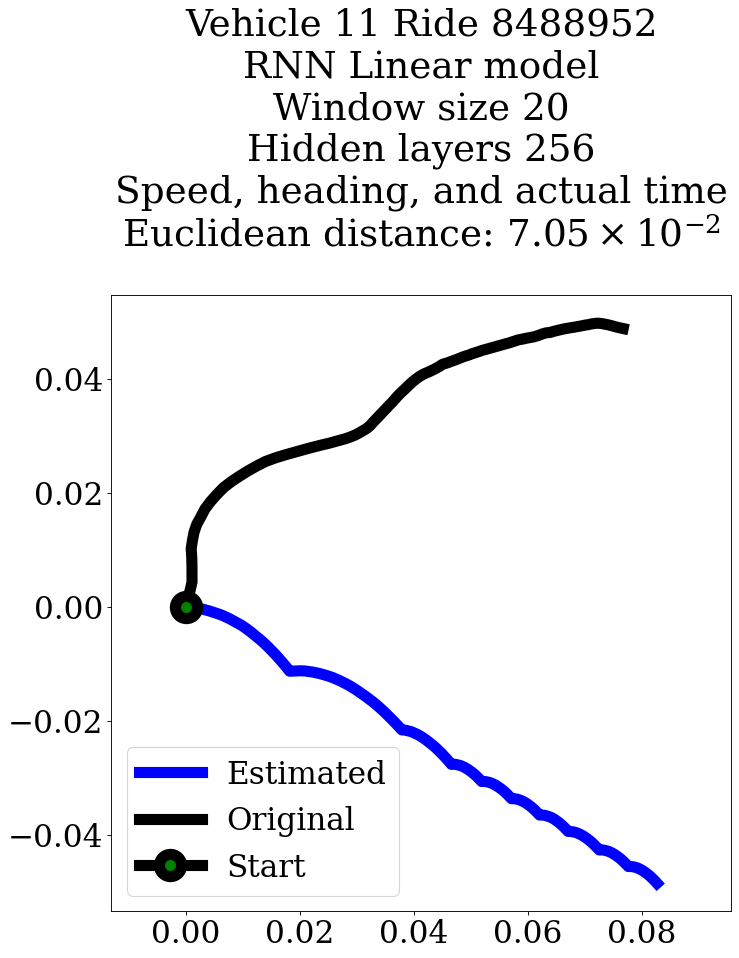 Vehicle 11 Ride 8488952
RNN Linear model
Window size 20
Hidden layers 256
Speed, heading, and actual time
Euclidean distance: 7.05 × 10⁻²
0.04
0.02
0.00
−0.02
−0.04
Estimated
Original
Start
0.00 0.02 0.04 0.06 0.08